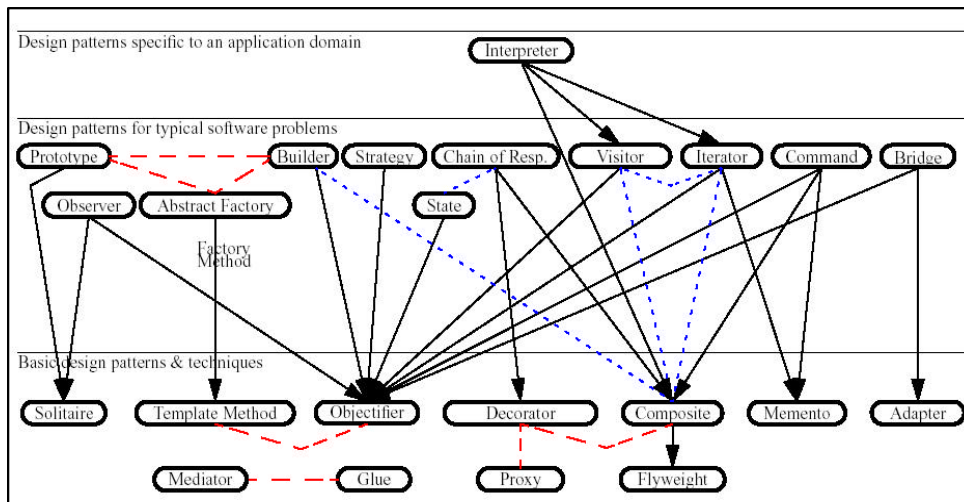 Design patterns specific to an application domain
Interpreter
Design patterns for typical software problems
Prototype
Builder
Strategy
Chain of Resp.
Visitor
Iterator
Command
Bridge
Observer
Abstract Factory
State
Factory
Method
Basic design patterns & techniques
Solitaire
Template Method
Objectifier
Decorator
Composite
Memento
Adapter
Mediator
Glue
Proxy
Flyweight